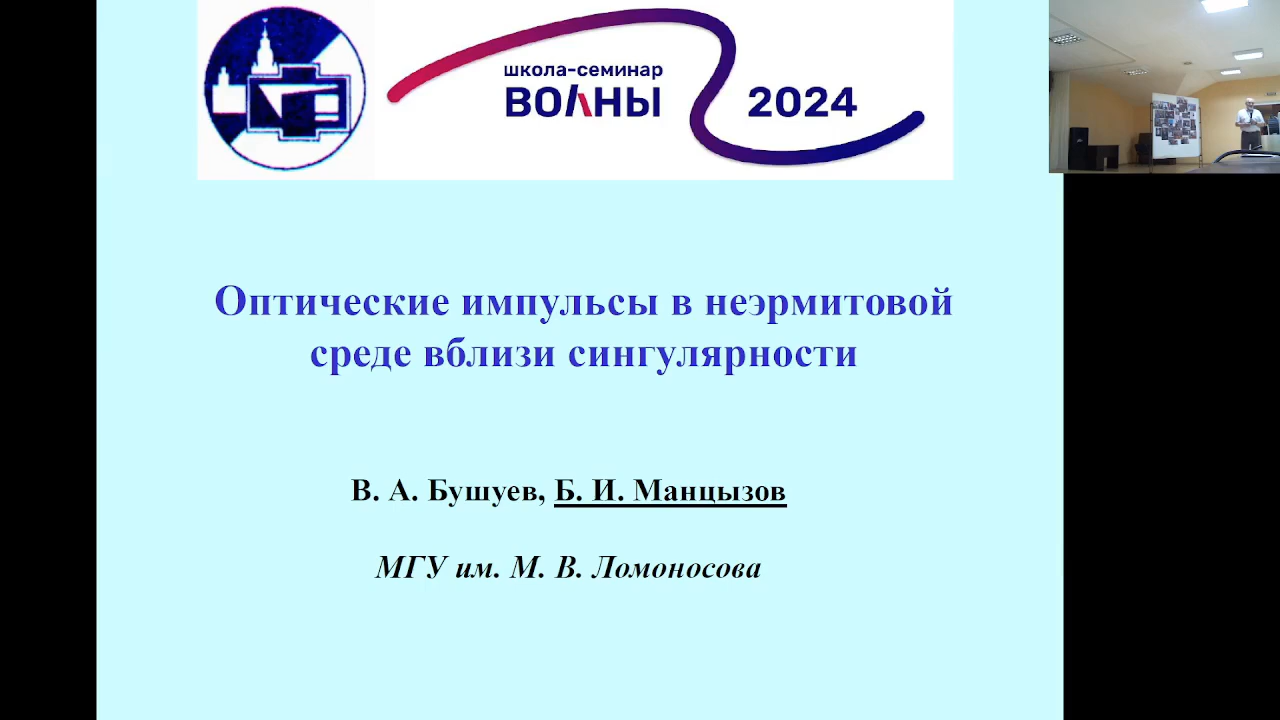 школа-семинар
ВОЛНЫ 2024
Оптические импульсы в неэрмитовой
среде вблизи сингулярности
В. А. Бушуев, Б. И. Манцызов
МГУ им. М. В. Ломоносова